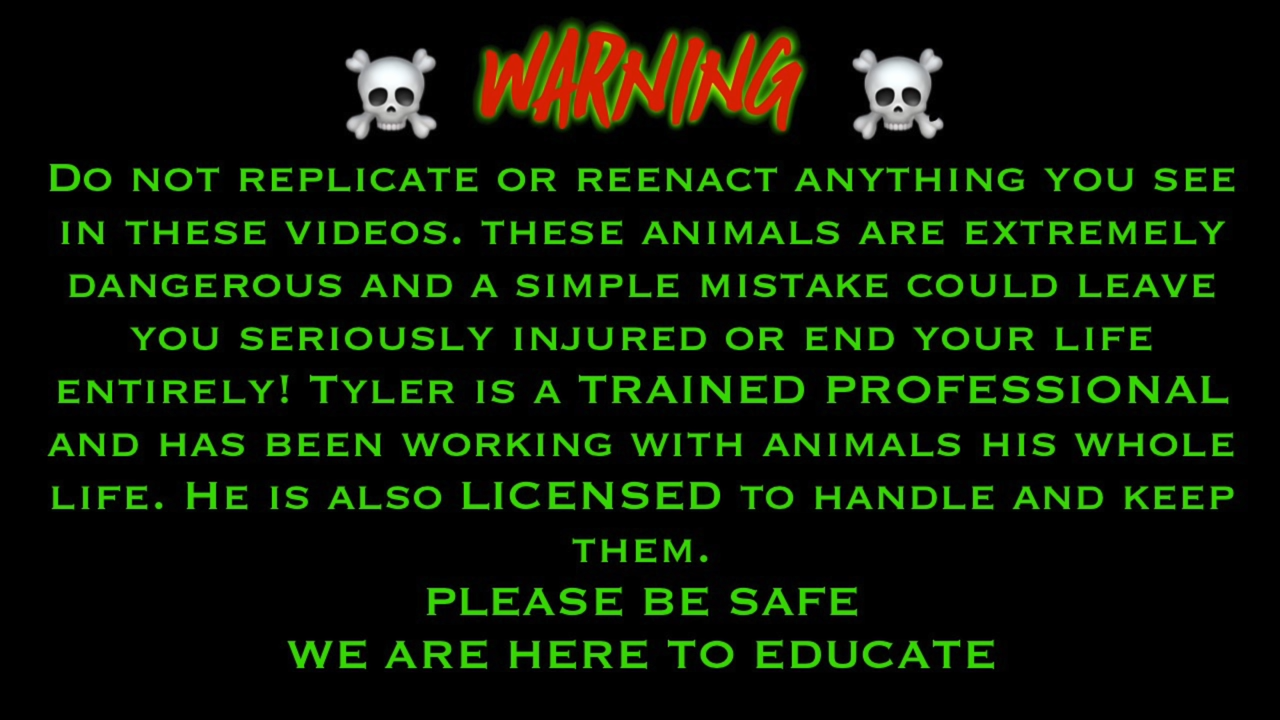 WARNING
Do not replicate or reenact anything you see
in these videos. these animals are extremely
dangerous and a simple mistake could leave
you seriously injured or end your life
entirely! Tyler is a TRAINED PROFESSIONAL
and has been working with animals his whole
life. He is also LICENSED to handle and keep
them.
PLEASE BE SAFE
WE ARE HERE TO EDUCATE